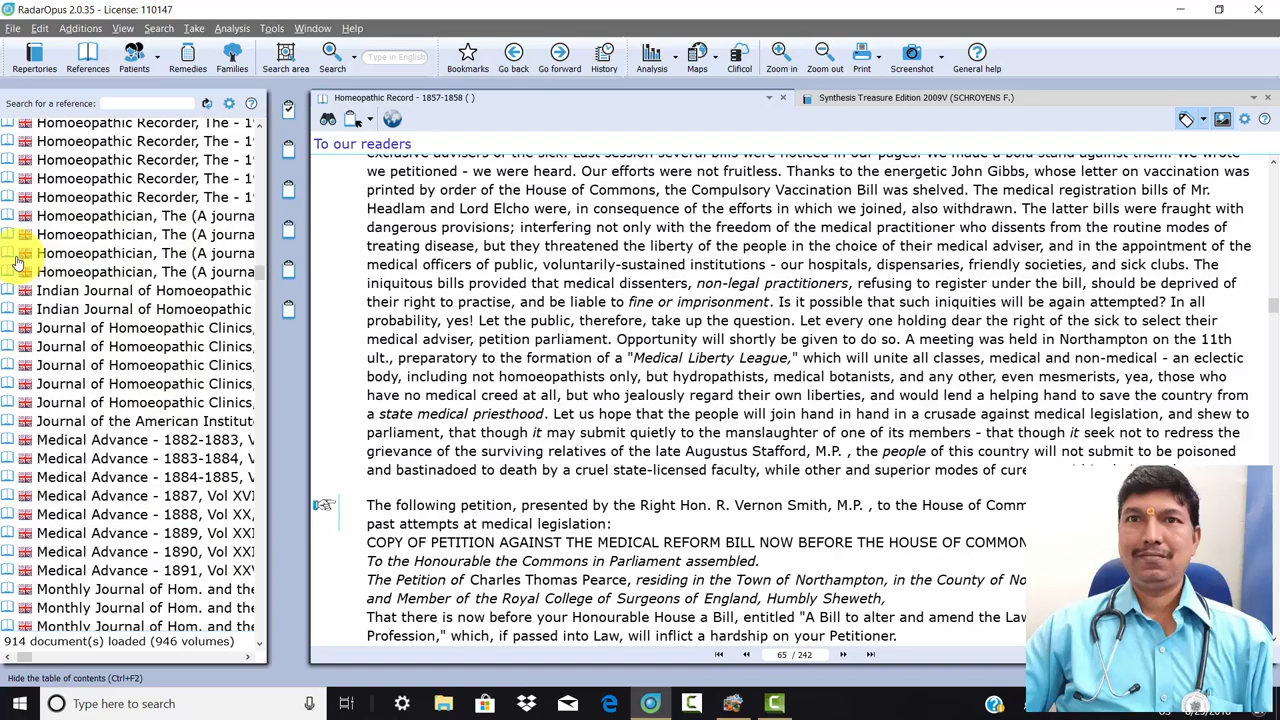 RadarOpus 2.0.35 - License: 110147
File Edit Additions View Search Take Analysis Tools Window Help
Repertories References Patients Remedies Families Search area Search Type in English Bookmarks Go back Go forward History Analysis Maps Clificol Zoom in Zoom out Print Screenshot General help
Search for a reference:
Homoeopathic Recorder, The - 1
Homoeopathic Recorder, The - 1
Homoeopathic Recorder, The - 1
Homoeopathic Recorder, The - 1
Homoeopathic Recorder, The - 1
Homoeopathician, The (A journa
Homoeopathician, The (A journa
Homoeopathician, The (A journa
Homoeopathician, The (A journa
Indian Journal of Homoeopathic
Indian Journal of Homoeopathic
Journal of Homoeopathic Clinics,
Journal of Homoeopathic Clinics,
Journal of Homoeopathic Clinics,
Journal of Homoeopathic Clinics,
Journal of Homoeopathic Clinics,
Journal of the American Institut
Medical Advance - 1882-1883, V
Medical Advance - 1883-1884, V
Medical Advance - 1884-1885, V
Medical Advance - 1887, Vol XVI
Medical Advance - 1888, Vol XX,
Medical Advance - 1889, Vol XXI
Medical Advance - 1890, Vol XXI
Medical Advance - 1891, Vol XXV
Monthly Journal of Hom. and the
Monthly Journal of Hom. and the
Monthly Journal of Hom. and the
914 document(s) loaded (946 volumes)
Hide the table of contents (Ctrl+F2)
Homeopathic Record - 1857-1858 ( )
Synthesis Treasure Edition 2009V (SCHROYENS F.)
To our readers
exclusive advisers of the sick. Last session several bills were noticed in our pages. We made a bold stand against them. We wrote
we petitioned - we were heard. Our efforts were not fruitless. Thanks to the energetic John Gibbs, whose letter on vaccination was
printed by order of the House of Commons, the Compulsory Vaccination Bill was shelved. The medical registration bills of Mr.
Headlam and Lord Elcho were, in consequence of the efforts in which we joined, also withdrawn. The latter bills were fraught with
dangerous provisions; interfering not only with the freedom of the medical practitioner who dissents from the routine modes of
treating disease, but they threatened the liberty of the people in the choice of their medical adviser, and in the appointment of the
medical officers of public, voluntarily-sustained institutions - our hospitals, dispensaries, friendly societies, and sick clubs. The
iniquitous bills provided that medical dissenters, non-legal practitioners, refusing to register under the bill, should be deprived of
their right to practise, and be liable to fine or imprisonment. Is it possible that such iniquities will be again attempted? In all
probability, yes! Let the public, therefore, take up the question. Let every one holding dear the right of the sick to select their
medical adviser, petition parliament. Opportunity will shortly be given to do so. A meeting was held in Northampton on the 11th
ult., preparatory to the formation of a "Medical Liberty League," which will unite all classes, medical and non-medical - an eclectic
body, including not homoeopathists only, but hydropathists, medical botanists, and any other, even mesmerists, yea, those who
have no medical creed at all, but who jealously regard their own liberties, and would lend a helping hand to save the country from
a state medical priesthood. Let us hope that the people will join hand in hand in a crusade against medical legislation, and shew to
parliament, that though it may submit quietly to the manslaughter of one of its members - that though it seek not to redress the
grievance of the surviving relatives of the late Augustus Stafford, M.P. , the people of this country will not submit to be poisoned
and bastinadoed to death by a cruel state-licensed faculty, while other and superior modes of cure
The following petition, presented by the Right Hon. R. Vernon Smith, M.P. , to the House of Comm
past attempts at medical legislation:
COPY OF PETITION AGAINST THE MEDICAL REFORM BILL NOW BEFORE THE HOUSE OF COMMON
To the Honourable the Commons in Parliament assembled.
The Petition of Charles Thomas Pearce, residing in the Town of Northampton, in the County of No
and Member of the Royal College of Surgeons of England, Humbly Sheweth,
That there is now before your Honourable House a Bill, entitled "A Bill to alter and amend the Law
Profession," which, if passed into Law, will inflict a hardship on your Petitioner.
65 / 242
Type here to search